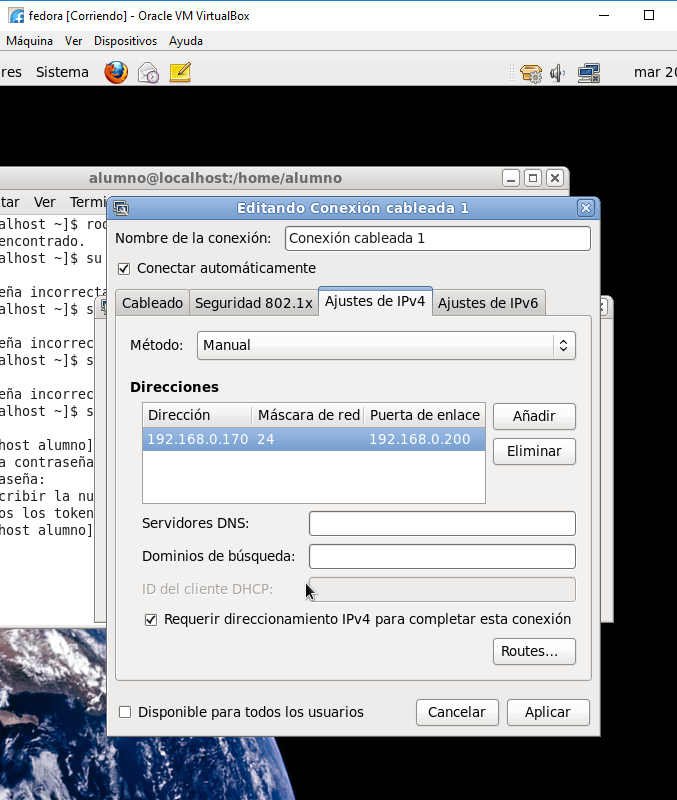 fedora [Corriendo] - Oracle VM VirtualBox
Máquina Ver Dispositivos Ayuda
res Sistema mar 20
alumno@localhost:/home/alumno
tar Ver Termi
alhost ~]$ roo
encontrado.
alhost ~]$ su
eña incorrecta
alhost ~]$ s
eña incorrec
alhost ~]$ s
eña incorrec
alhost ~]$ s
host alumno]
a contraseña
aseña:
cribir la nu
os los token
host alumno]
Editando Conexión cableada 1
Nombre de la conexión: Conexión cableada 1
Conectar automáticamente
Cableado Seguridad 802.1x Ajustes de IPv4 Ajustes de IPv6
Método: Manual
Direcciones
Dirección Máscara de red Puerta de enlace
192.168.0.170 24 192.168.0.200
Añadir
Eliminar
Servidores DNS:
Dominios de búsqueda:
ID del cliente DHCP:
Requerir direccionamiento IPv4 para completar esta conexión
Routes…
Disponible para todos los usuarios
Cancelar Aplicar